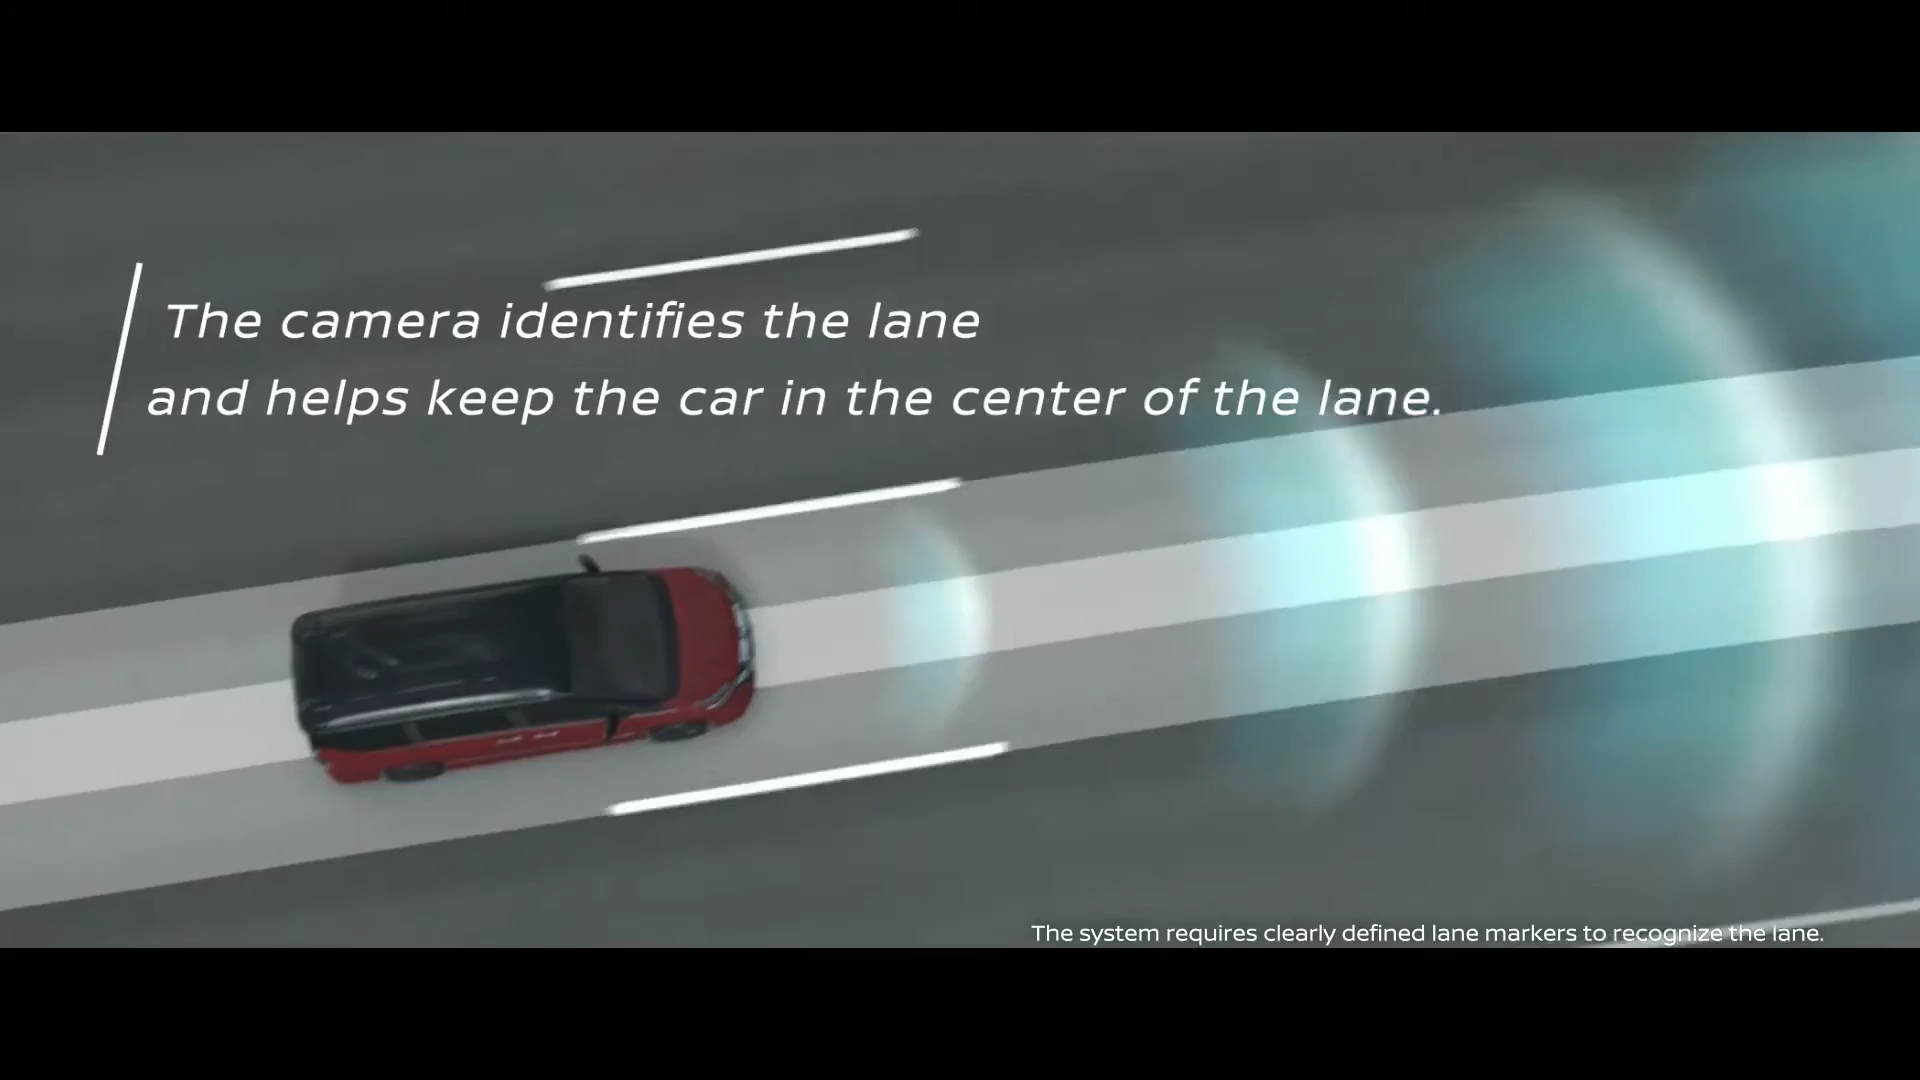 The camera identifies the lane
and helps keep the car in the center of the lane.
The system requires clearly defined lane markers to recognize the lane.